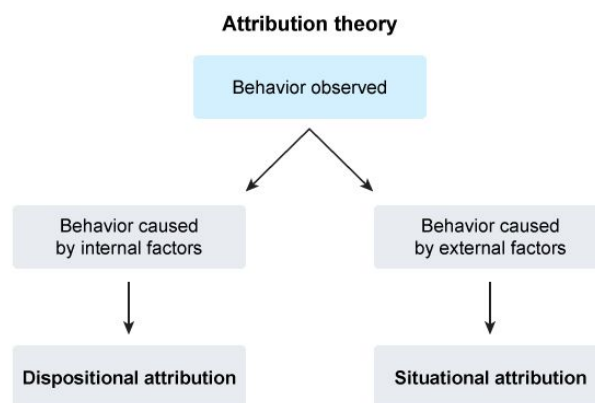 Attribution theory
Behavior observed
Behavior caused
by internal factors
Behavior caused
by external factors
Dispositional attribution
Situational attribution